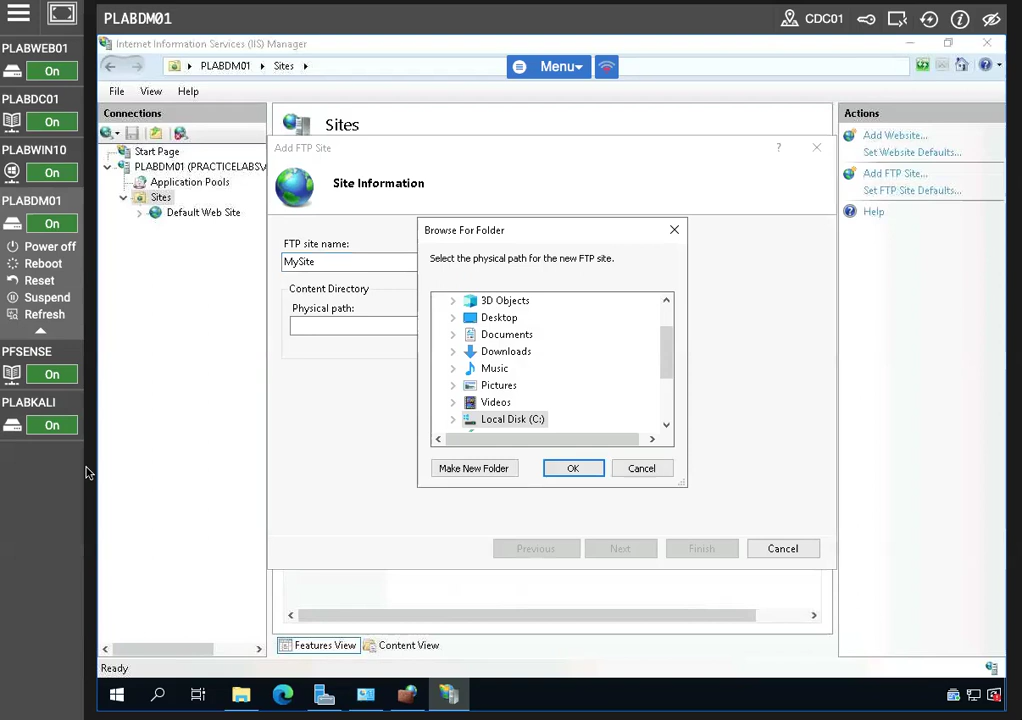 PLABDM01
CDC01
PLABWEB01
On
PLABDC01
On
PLABWIN10
On
PLABDM01
On
Power off
Reboot
Reset
Suspend
Refresh
PFSENSE
On
PLABKALI
On
Internet Information Services (IIS) Manager
PLABDM01
Sites
Menu
File View Help
Connections
Start Page
PLABDM01 (PRACTICELABS\
Application Pools
Sites
Default Web Site
Sites
Add FTP Site
?
Site Information
FTP site name:
MySite
Content Directory
Physical path:
Browse For Folder
Select the physical path for the new FTP site.
3D Objects
Desktop
Documents
Downloads
Music
Pictures
Videos
Local Disk (C:)
Make New Folder
OK
Cancel
Previous
Next
Finish
Cancel
Features View
Content View
Ready
Actions
Add Website...
Set Website Defaults...
Add FTP Site...
Set FTP Site Defaults...
Help